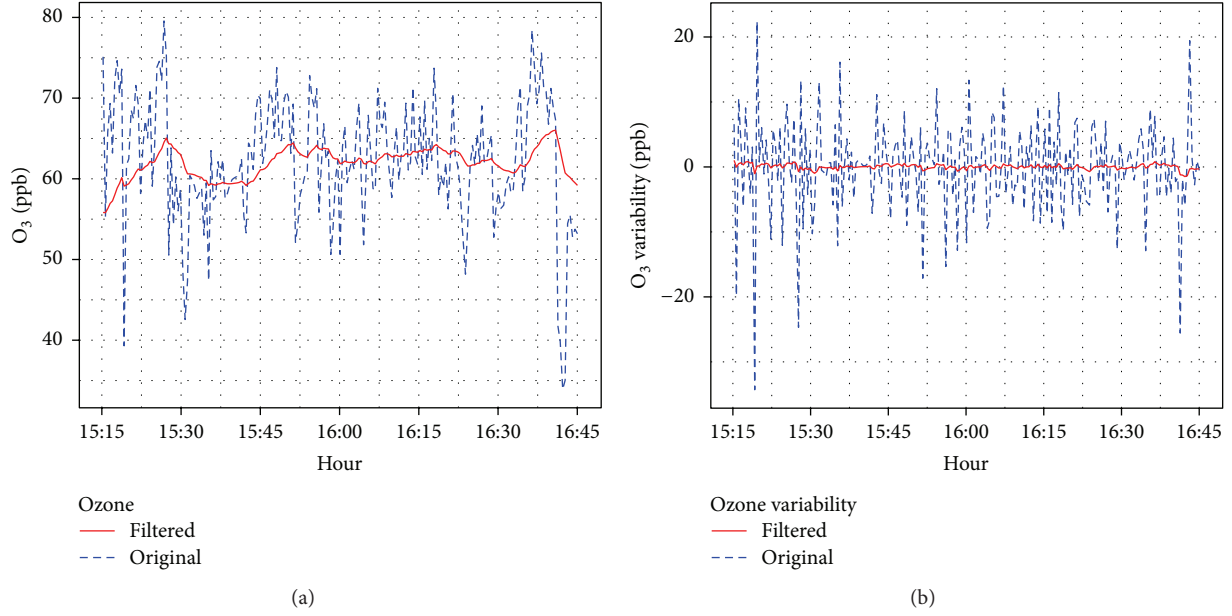 80
70
60
50
40
O3 (ppb)
15:15 15:30 15:45 16:00 16:15 16:30 16:45
Hour
Ozone
Filtered
Original
(a)
20
0
−20
O3 variability (ppb)
15:15 15:30 15:45 16:00 16:15 16:30 16:45
Hour
Ozone variability
Filtered
Original
(b)